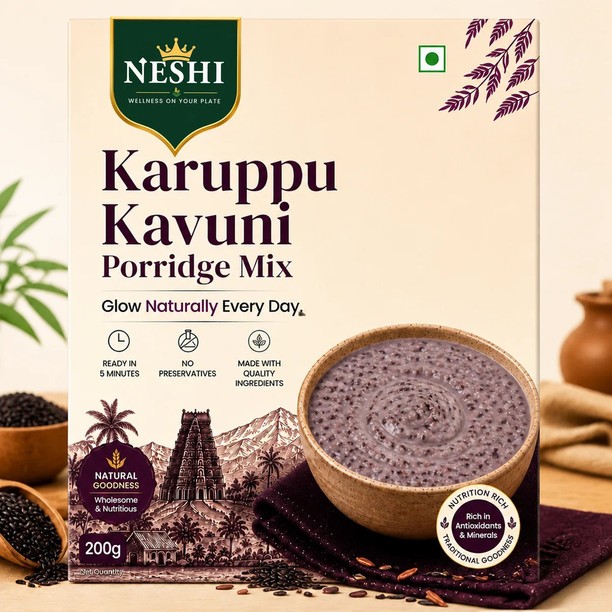 NESHI
WELLNESS ON YOUR PLATE
Karuppu
Kavuni
Porridge Mix
Glow Naturally Every Day
READY IN
5 MINUTES
NO
PRESERVATIVES
MADE WITH
QUALITY
INGREDIENTS
NATURAL
GOODNESS
Wholesome
& Nutritious
200g
Net Quantity
NUTRITION RICH
Rich in
Antioxidants
& Minerals
TRADITIONAL GOODNESS